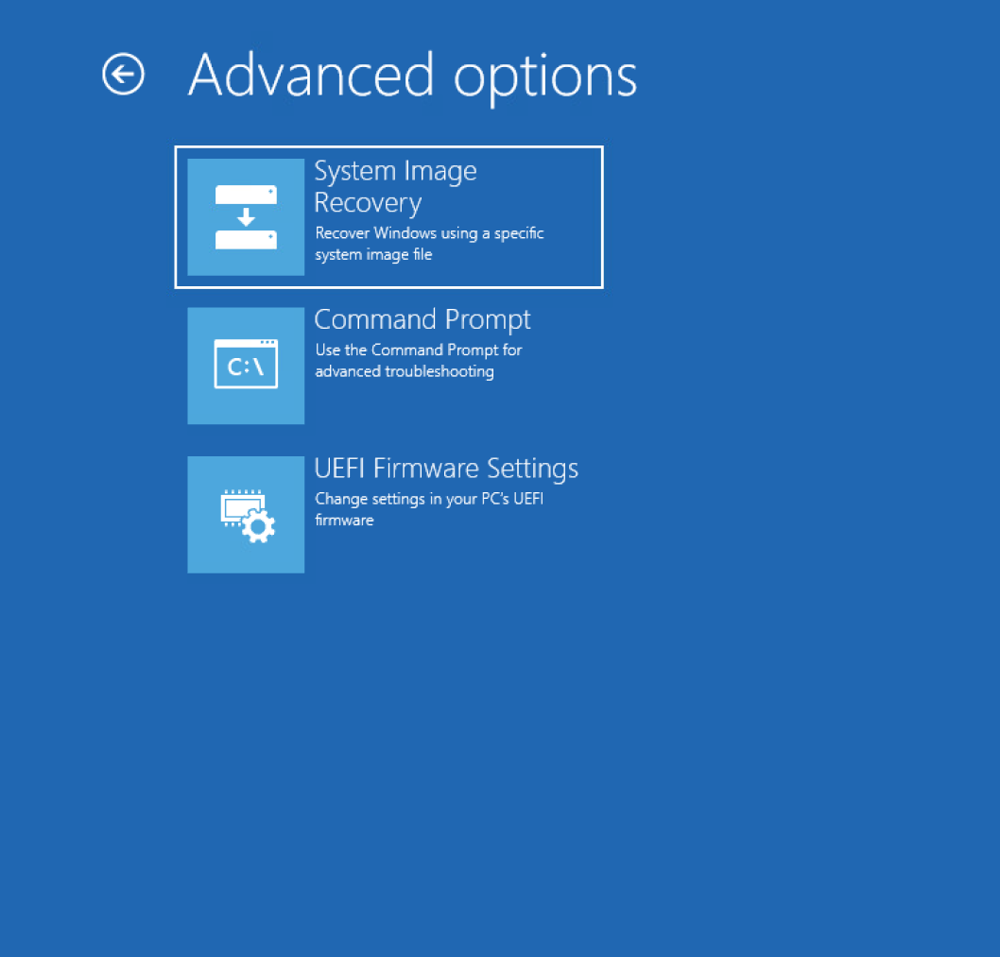 Advanced options
System Image
Recovery
Recover Windows using a specific
system image file
Command Prompt
Use the Command Prompt for
advanced troubleshooting
C:\
UEFI Firmware Settings
Change settings in your PC's UEFI
firmware